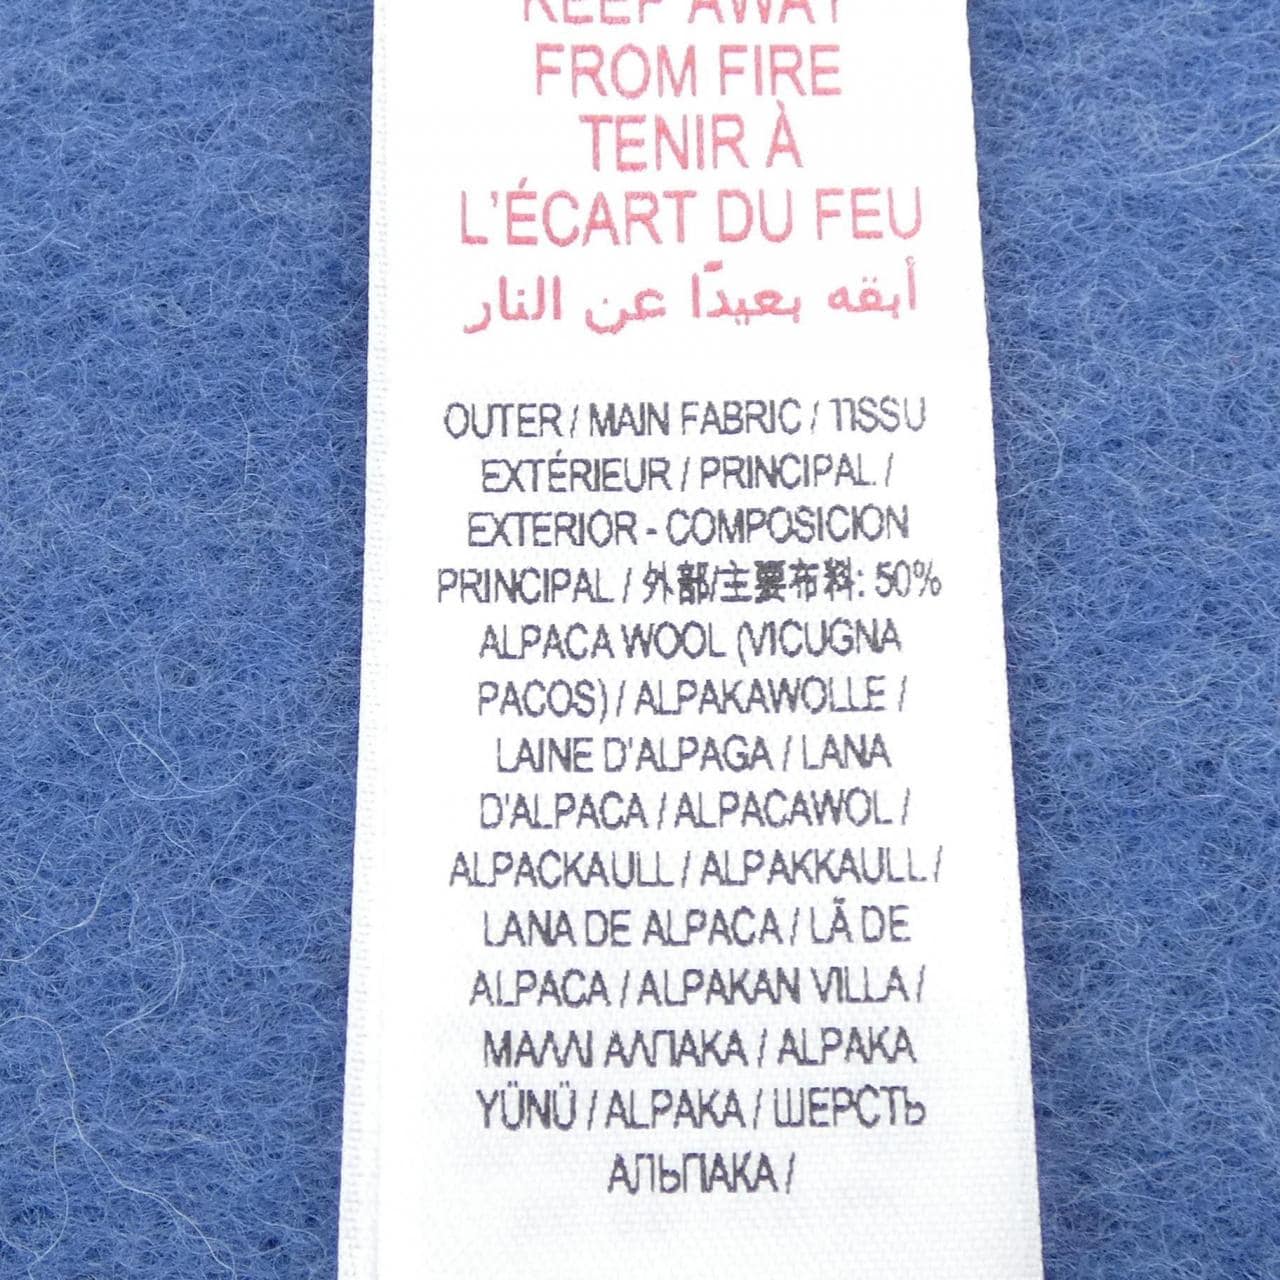 KEEP AWAY
FROM FIRE
TENIR À
L'ÉCART DU FEU
أبقه بعيدًا عن النار
OUTER / MAIN FABRIC / TISSU
EXTÉRIEUR / PRINCIPAL /
EXTERIOR - COMPOSICION
PRINCIPAL / 外部/主要布料: 50%
ALPACA WOOL (VICUGNA
PACOS) / ALPAKAWOLLE /
LAINE D'ALPAGA / LANA
D'ALPACA / ALPACAWOL /
ALPACKAULL / ALPAKKAULL /
LANA DE ALPACA / LÃ DE
ALPACA / ALPAKAN VILLA /
ΜΑΛΛΙ ΑΛΠΑΚΑ / ALPAKA
YÜNÜ / ALPAKA / ШЕРСТЬ
АЛЬПАКА /